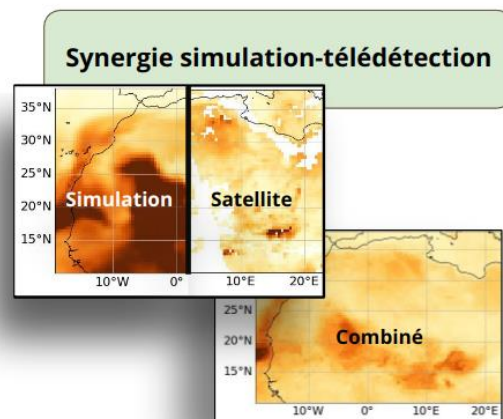 Synergie simulation-télédétection
35°N
30°N
25°N
20°N
15°N
Simulation
Satellite
10°W
0°
10°E
20°E
25°N
20°N
15°N
Combiné
10°W
0°
10°E
20°E